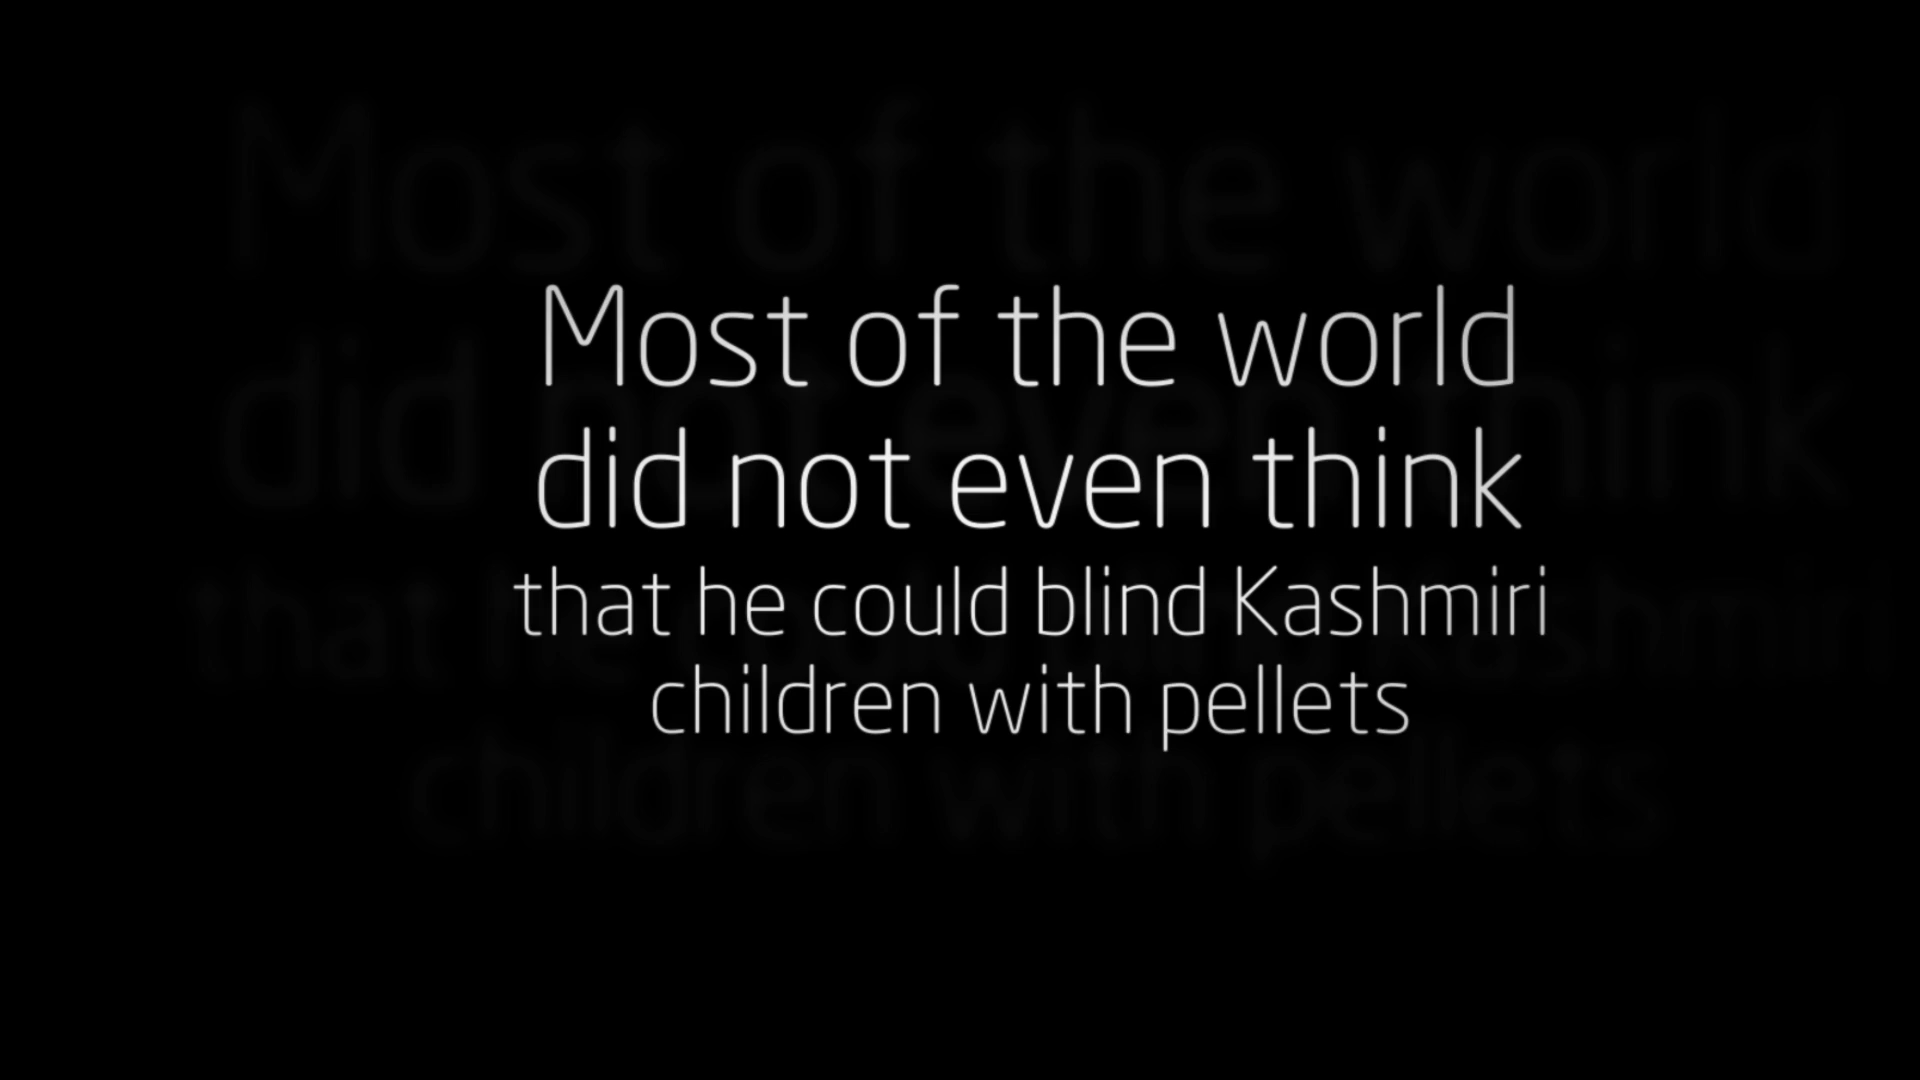 Most of the world
did not even think
that he could blind Kashmiri
children with pellets